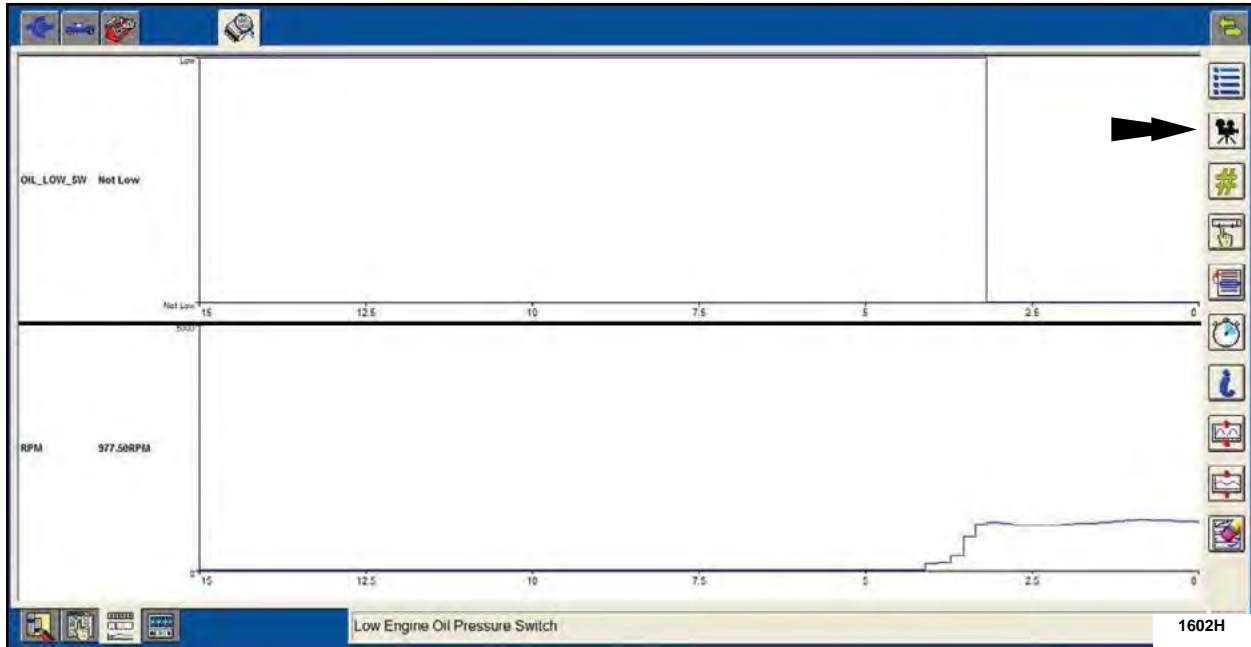 Low
OIL_LOW_SW Not Low
Not Low
15 12.5 10 7.5 5 2.5 0
5000
RPM 977.50RPM
0
15 12.5 10 7.5 5 2.5 0
Low Engine Oil Pressure Switch
1602H